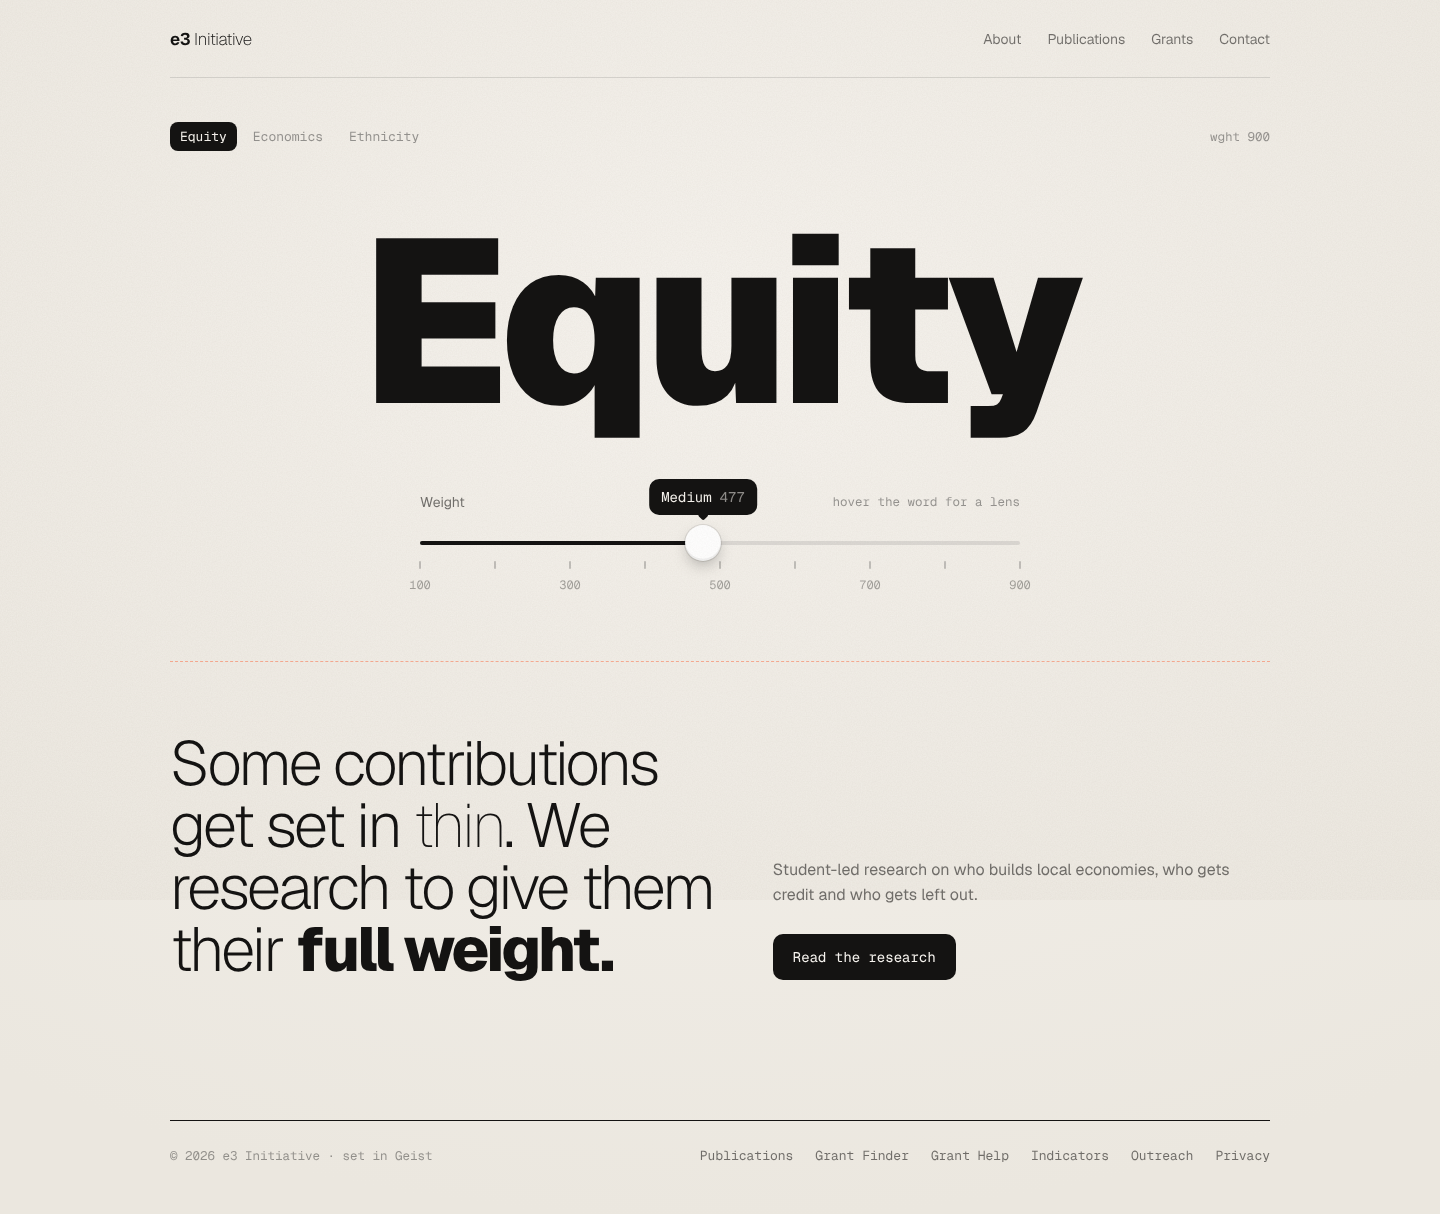 e3 Initiative
About Publications Grants Contact
Equity Economics Ethnicity
wght 900
Equity
Weight
Medium 477
hover the word for a lens
100 300 500 700 900
Some contributions
get set in thin. We
research to give them
their full weight.
Student-led research on who builds local economies, who gets
credit and who gets left out.
Read the research
© 2026 e3 Initiative · set in Geist
Publications Grant Finder Grant Help Indicators Outreach Privacy